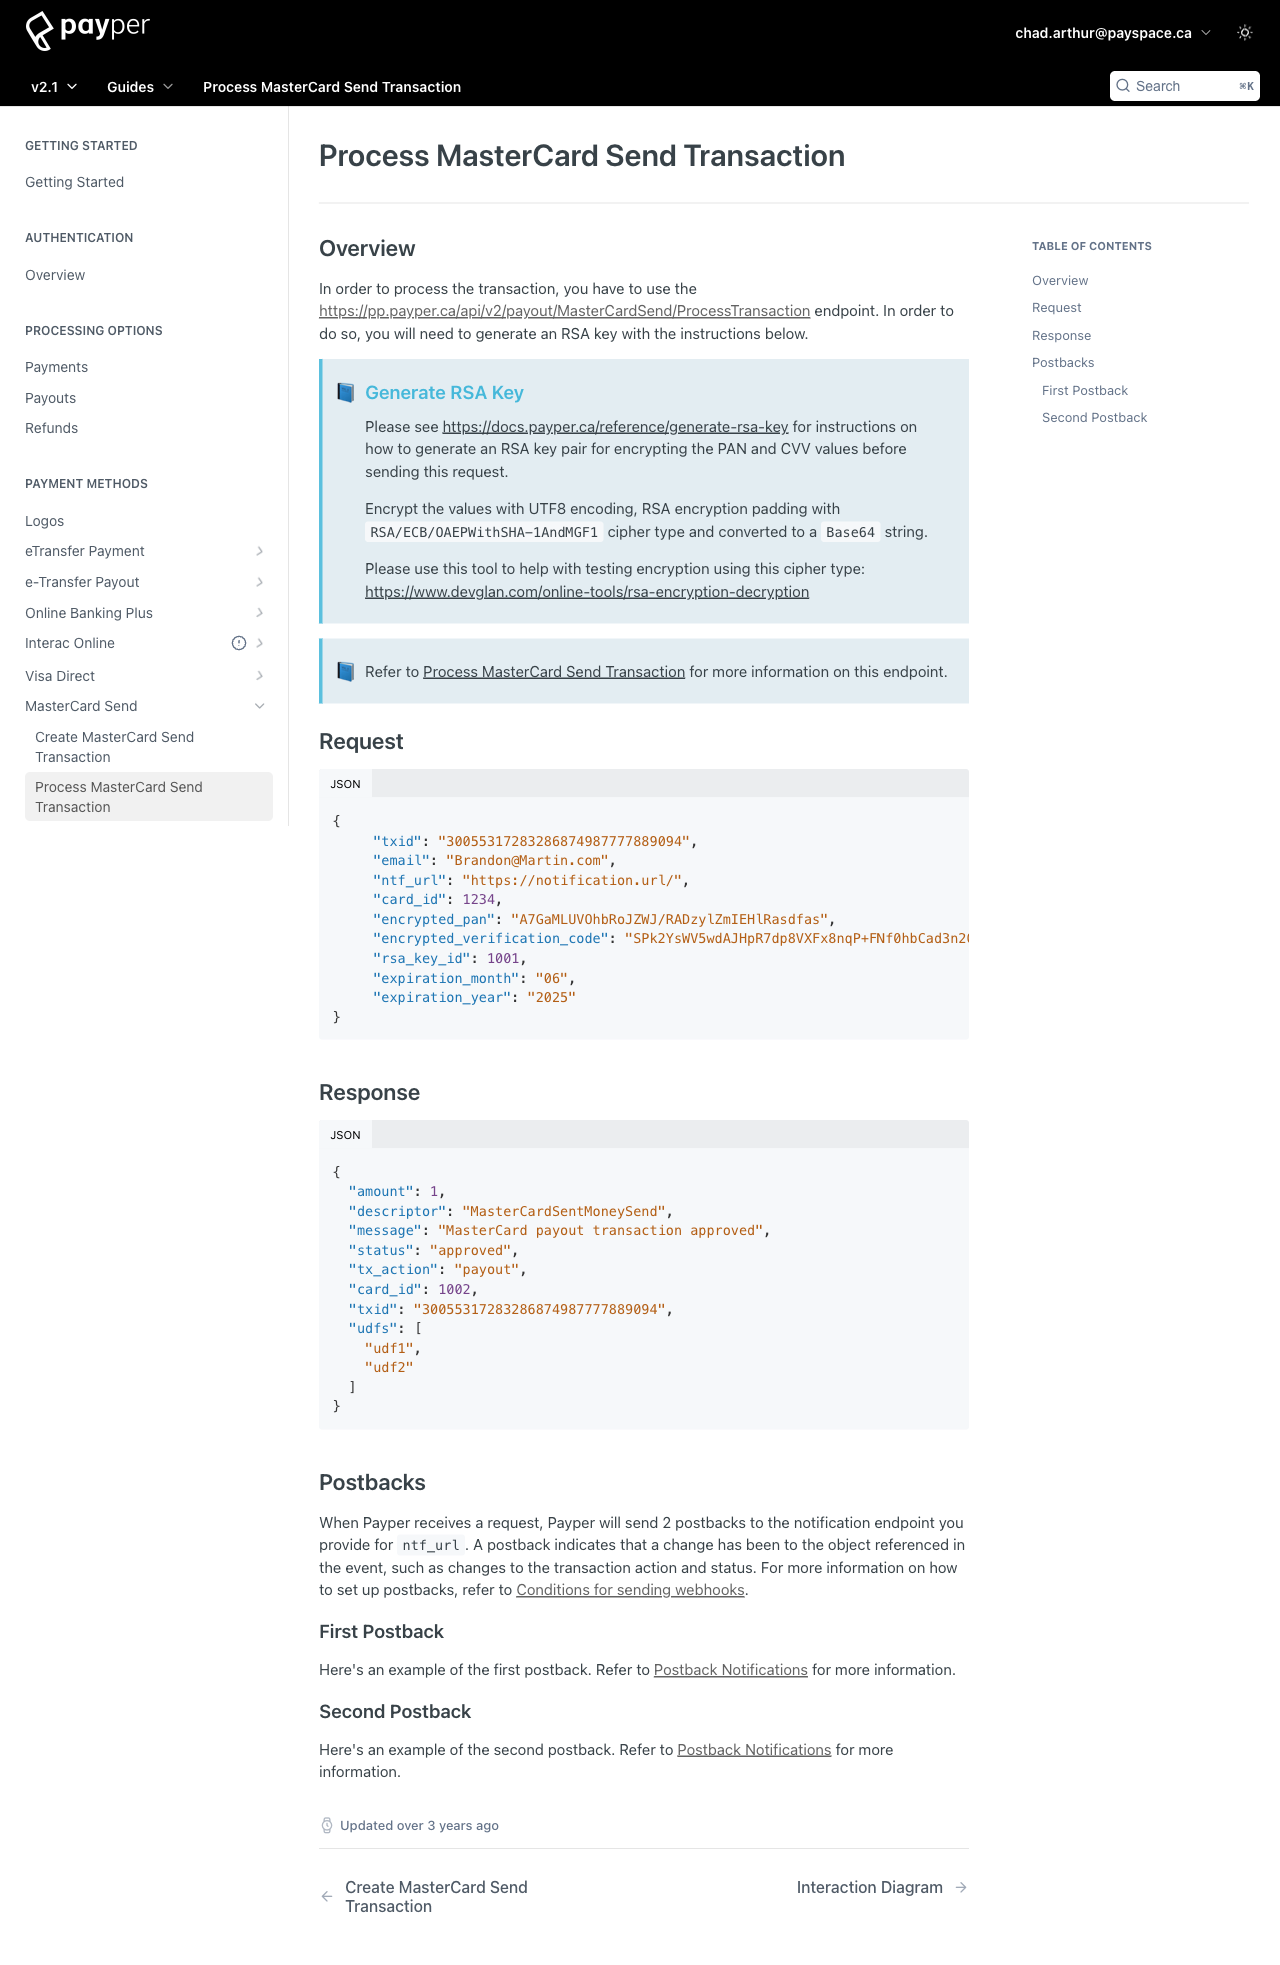 payper
chad.arthur@payspace.ca
v2.1
Guides
Process MasterCard Send Transaction
Search
⌘K
GETTING STARTED
Getting Started
AUTHENTICATION
Overview
PROCESSING OPTIONS
Payments
Payouts
Refunds
PAYMENT METHODS
Logos
eTransfer Payment
e-Transfer Payout
Online Banking Plus
Interac Online
Visa Direct
MasterCard Send
Create MasterCard Send
Transaction
Process MasterCard Send
Transaction
Process MasterCard Send Transaction
Overview
In order to process the transaction, you have to use the
https://pp.payper.ca/api/v2/payout/MasterCardSend/ProcessTransaction endpoint. In order to
do so, you will need to generate an RSA key with the instructions below.
Generate RSA Key
Please see https://docs.payper.ca/reference/generate-rsa-key for instructions on
how to generate an RSA key pair for encrypting the PAN and CVV values before
sending this request.
Encrypt the values with UTF8 encoding, RSA encryption padding with
RSA/ECB/OAEPWithSHA-1AndMGF1 cipher type and converted to a Base64 string.
Please use this tool to help with testing encryption using this cipher type:
https://www.devglan.com/online-tools/rsa-encryption-decryption
Refer to Process MasterCard Send Transaction for more information on this endpoint.
Request
JSON
{
"txid": "30055317283286874987777889094",
"email": "Brandon@Martin.com",
"ntf_url": "https://notification.url/",
"card_id": 1234,
"encrypted_pan": "A7GaMLUVOhbRoJZWJ/RADzylZmIEHlRasdfas",
"encrypted_verification_code": "SPk2YsWV5wdAJHpR7dp8VXFx8nqP+FNf0hbCad3n2
"rsa_key_id": 1001,
"expiration_month": "06",
"expiration_year": "2025"
}
Response
JSON
{
"amount": 1,
"descriptor": "MasterCardSentMoneySend",
"message": "MasterCard payout transaction approved",
"status": "approved",
"tx_action": "payout",
"card_id": 1002,
"txid": "30055317283286874987777889094",
"udfs": [
"udf1",
"udf2"
]
}
Postbacks
When Payper receives a request, Payper will send 2 postbacks to the notification endpoint you
provide for ntf_url. A postback indicates that a change has been to the object referenced in
the event, such as changes to the transaction action and status. For more information on how
to set up postbacks, refer to Conditions for sending webhooks.
First Postback
Here's an example of the first postback. Refer to Postback Notifications for more information.
Second Postback
Here's an example of the second postback. Refer to Postback Notifications for more
information.
Updated over 3 years ago
Create MasterCard Send
Transaction
Interaction Diagram
TABLE OF CONTENTS
Overview
Request
Response
Postbacks
First Postback
Second Postback